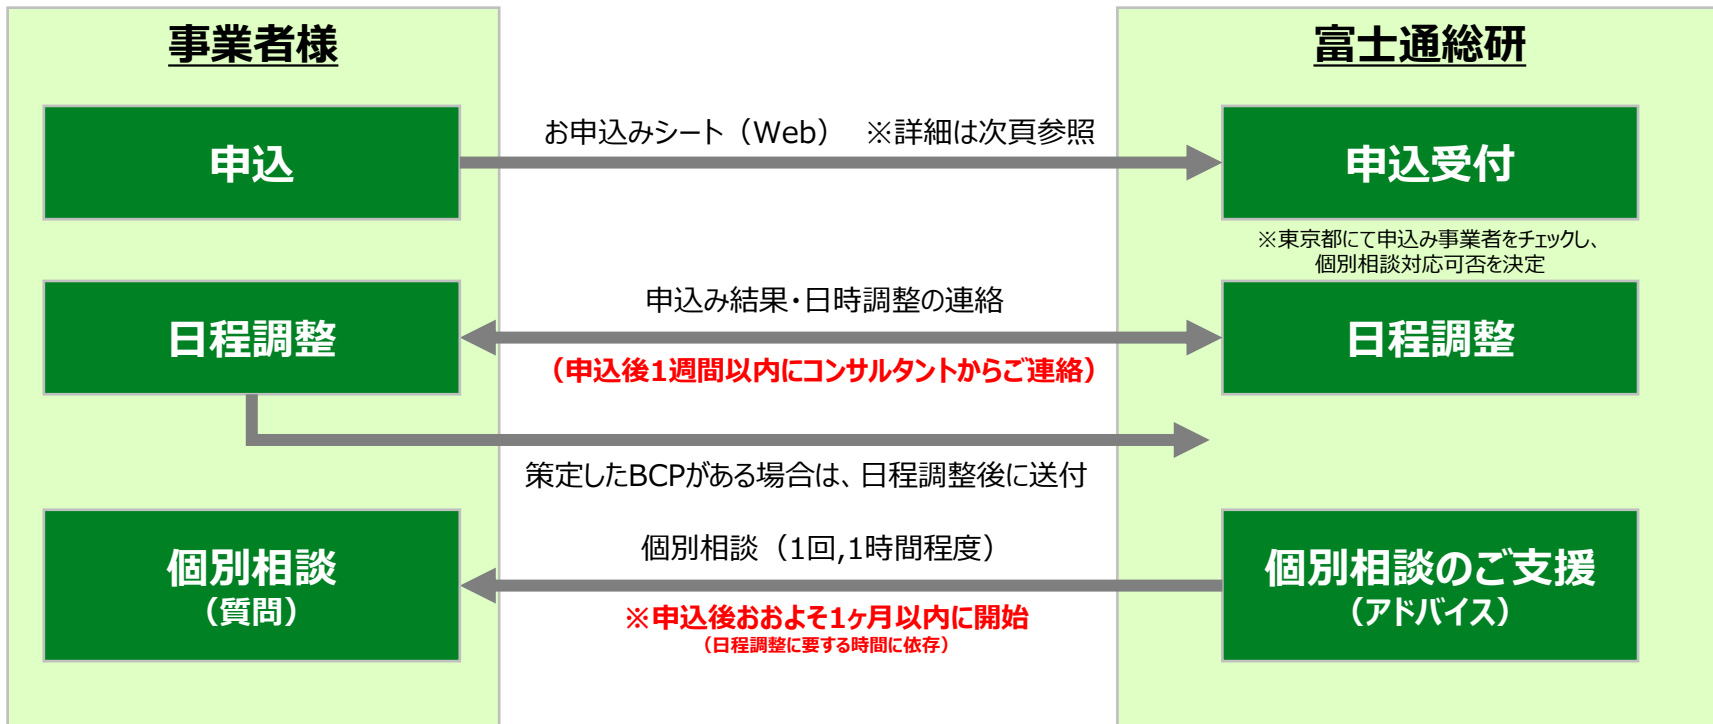 事業者様
富士通総研
申込
お申込みシート（Web）　※詳細は次頁参照
申込受付
※東京都にて申込み事業者をチェックし、
個別相談対応可否を決定
日程調整
申込み結果・日時調整の連絡
（申込後1週間以内にコンサルタントからご連絡）
日程調整
策定したBCPがある場合は、日程調整後に送付
個別相談
（質問）
個別相談（1回,1時間程度）
※申込後おおよそ1ヶ月以内に開始
（日程調整に要する時間に依存）
個別相談のご支援
（アドバイス）